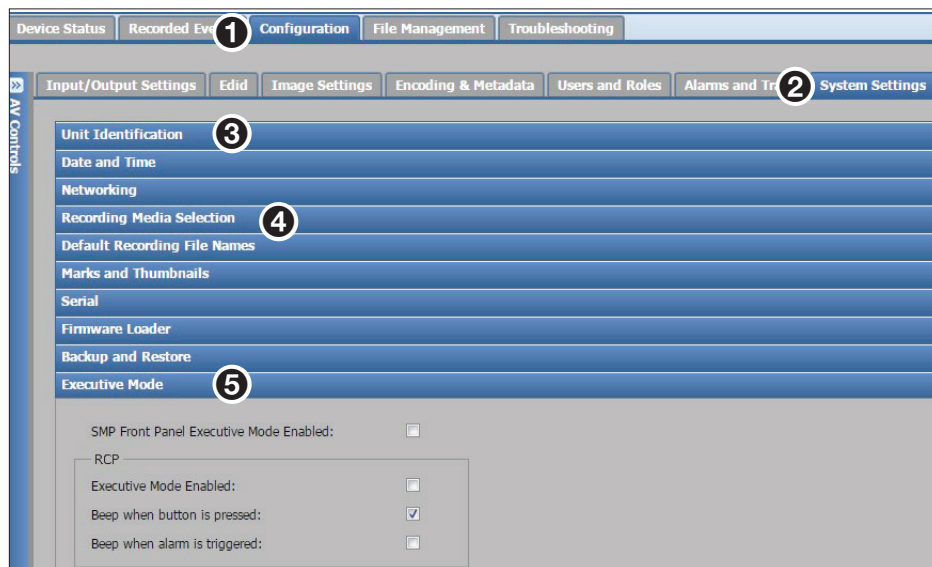 Device Status Recorded Eve 1 Configuration File Management Troubleshooting
AV Controls
Input/Output Settings Edid Image Settings Encoding & Metadata Users and Roles Alarms and Tr 2 System Settings
Unit Identification 3
Date and Time
Networking
Recording Media Selection 4
Default Recording File Names
Marks and Thumbnails
Serial
Firmware Loader
Backup and Restore
Executive Mode 5
SMP Front Panel Executive Mode Enabled:
RCP
Executive Mode Enabled:
Beep when button is pressed:
Beep when alarm is triggered: